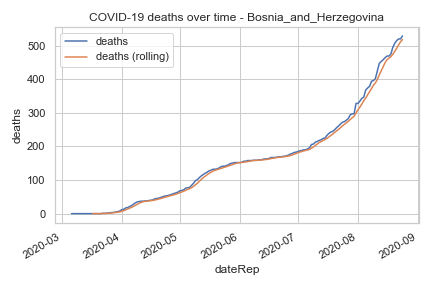 COVID-19 deaths over time - Bosnia_and_Herzegovina
deaths
deaths (rolling)
deaths
500
400
300
200
100
0
2020-03
2020-04
2020-05
2020-06
2020-07
2020-08
2020-09
dateRep